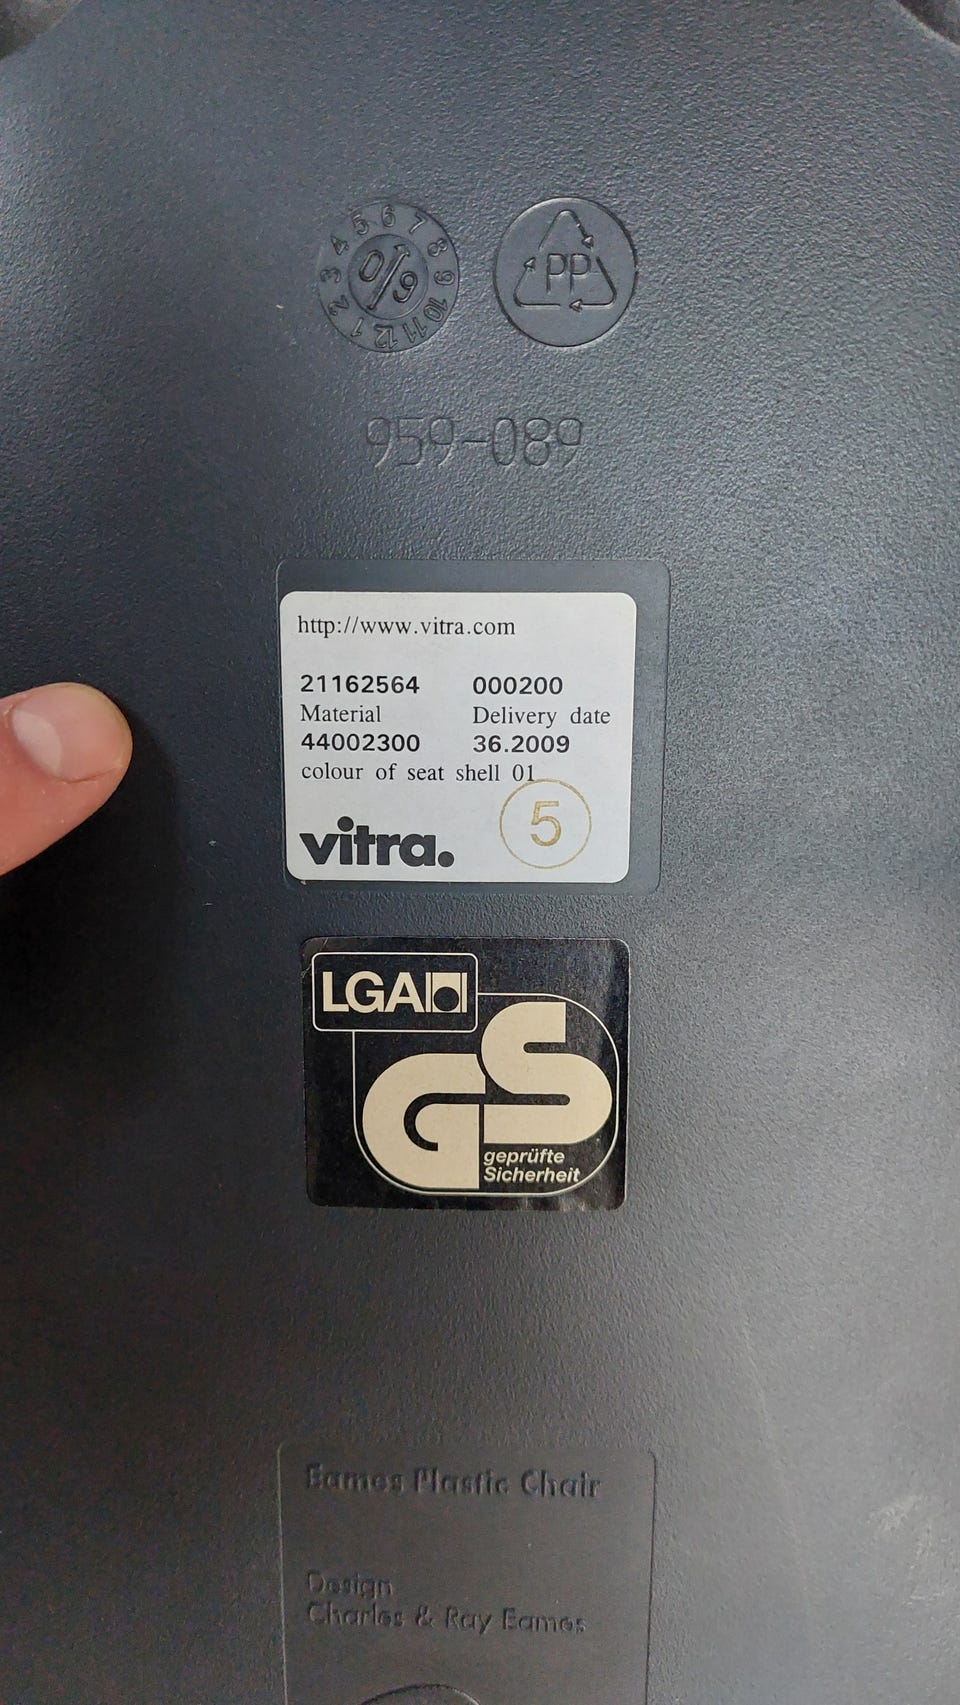 1 2 3 4 5 6 7 8 9 10 11 12
0/9
PP
959-089
http://www.vitra.com
21162564 000200
Material Delivery date
44002300 36.2009
colour of seat shell 01
5
vitra.
LGA
GS
geprüfte
Sicherheit
Eames Plastic Chair
Design
Charles & Ray Eames